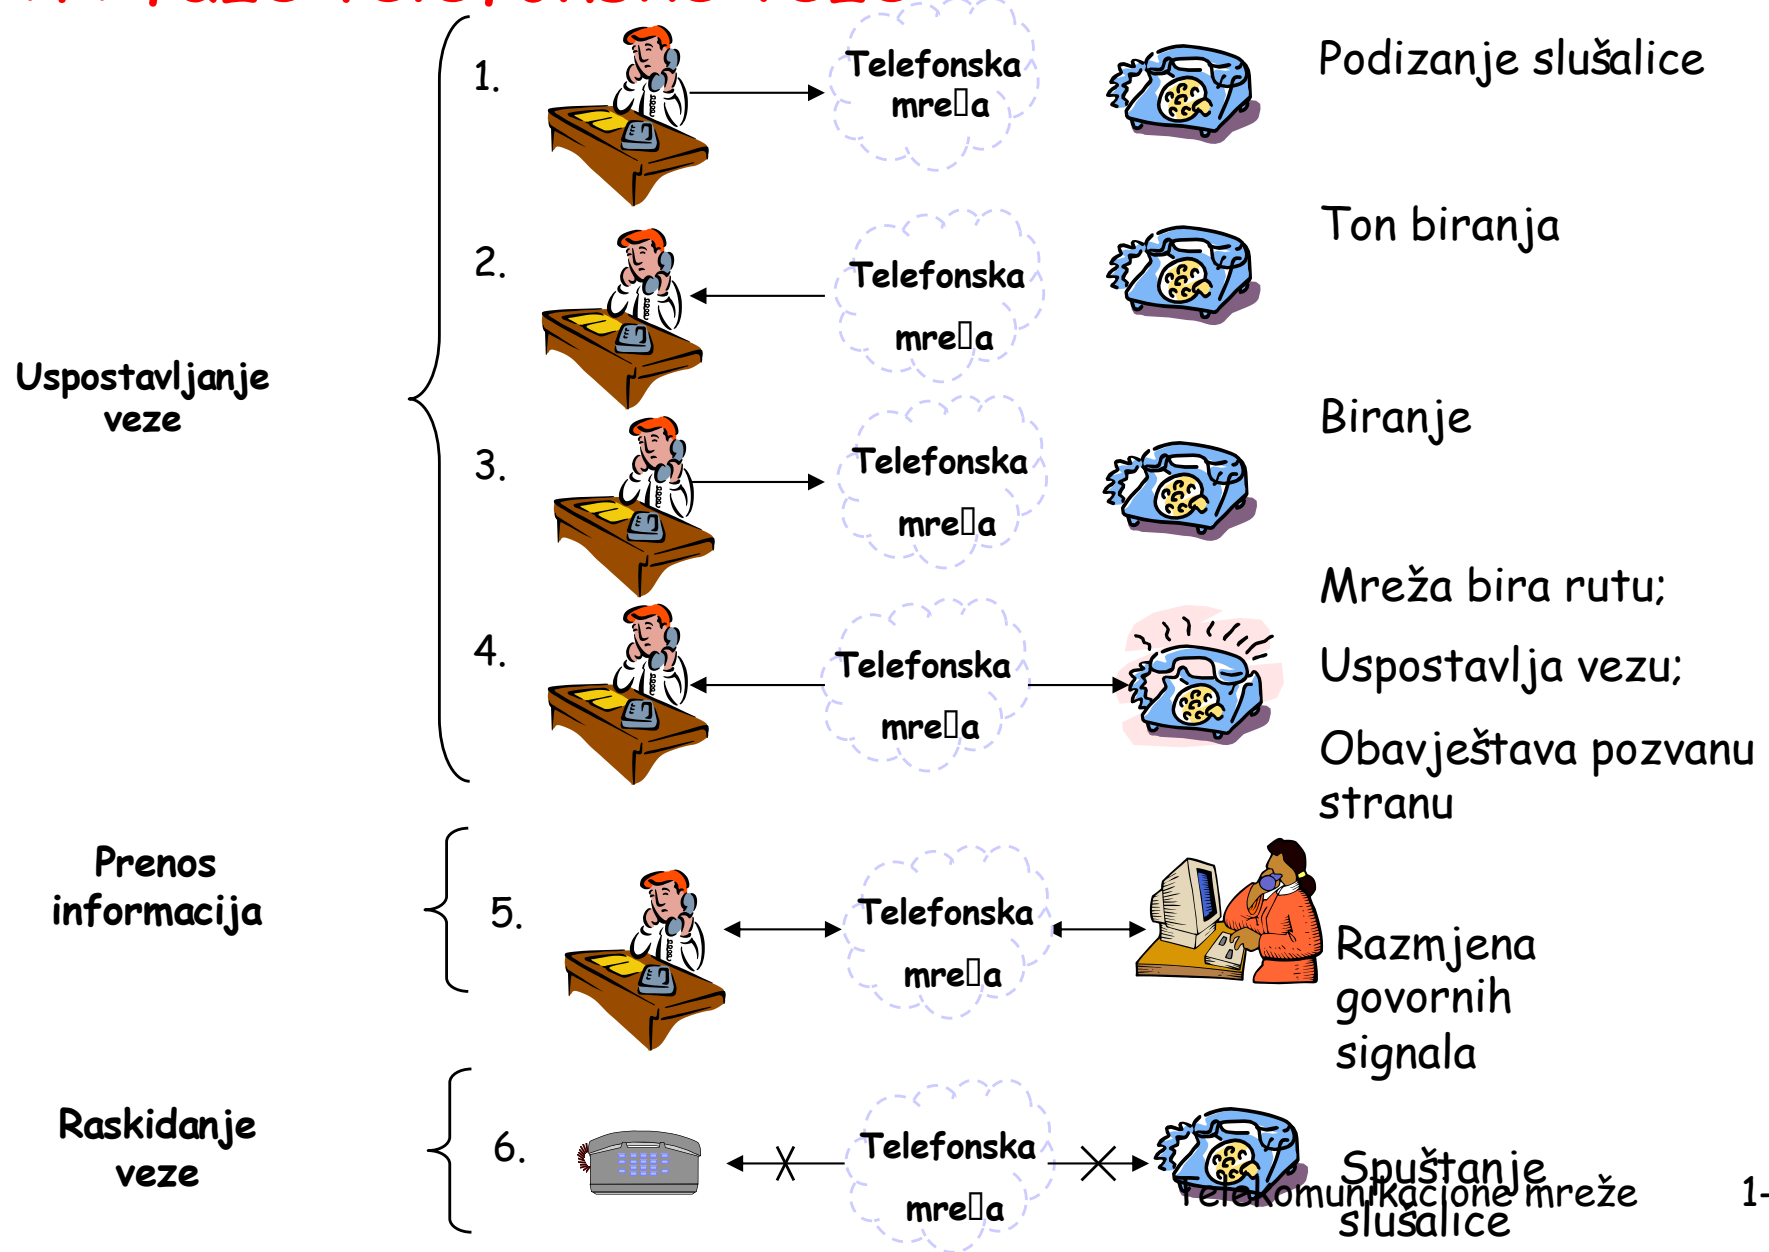 1.
Telefonska
mre▯a
Podizanje slušalice
2.
Telefonska
mre▯a
Ton biranja
Uspostavljanje
veze
3.
Telefonska
mre▯a
Biranje
4.
Telefonska
mre▯a
Mreža bira rutu;
Uspostavlja vezu;
Obavještava pozvanu
stranu
Prenos
informacija
5.
Telefonska
mre▯a
Razmjena
govornih
signala
Raskidanje
veze
6.
Telefonska
mre▯a
Spuštanje
slušalice
Telekomunikacione mreže 1-